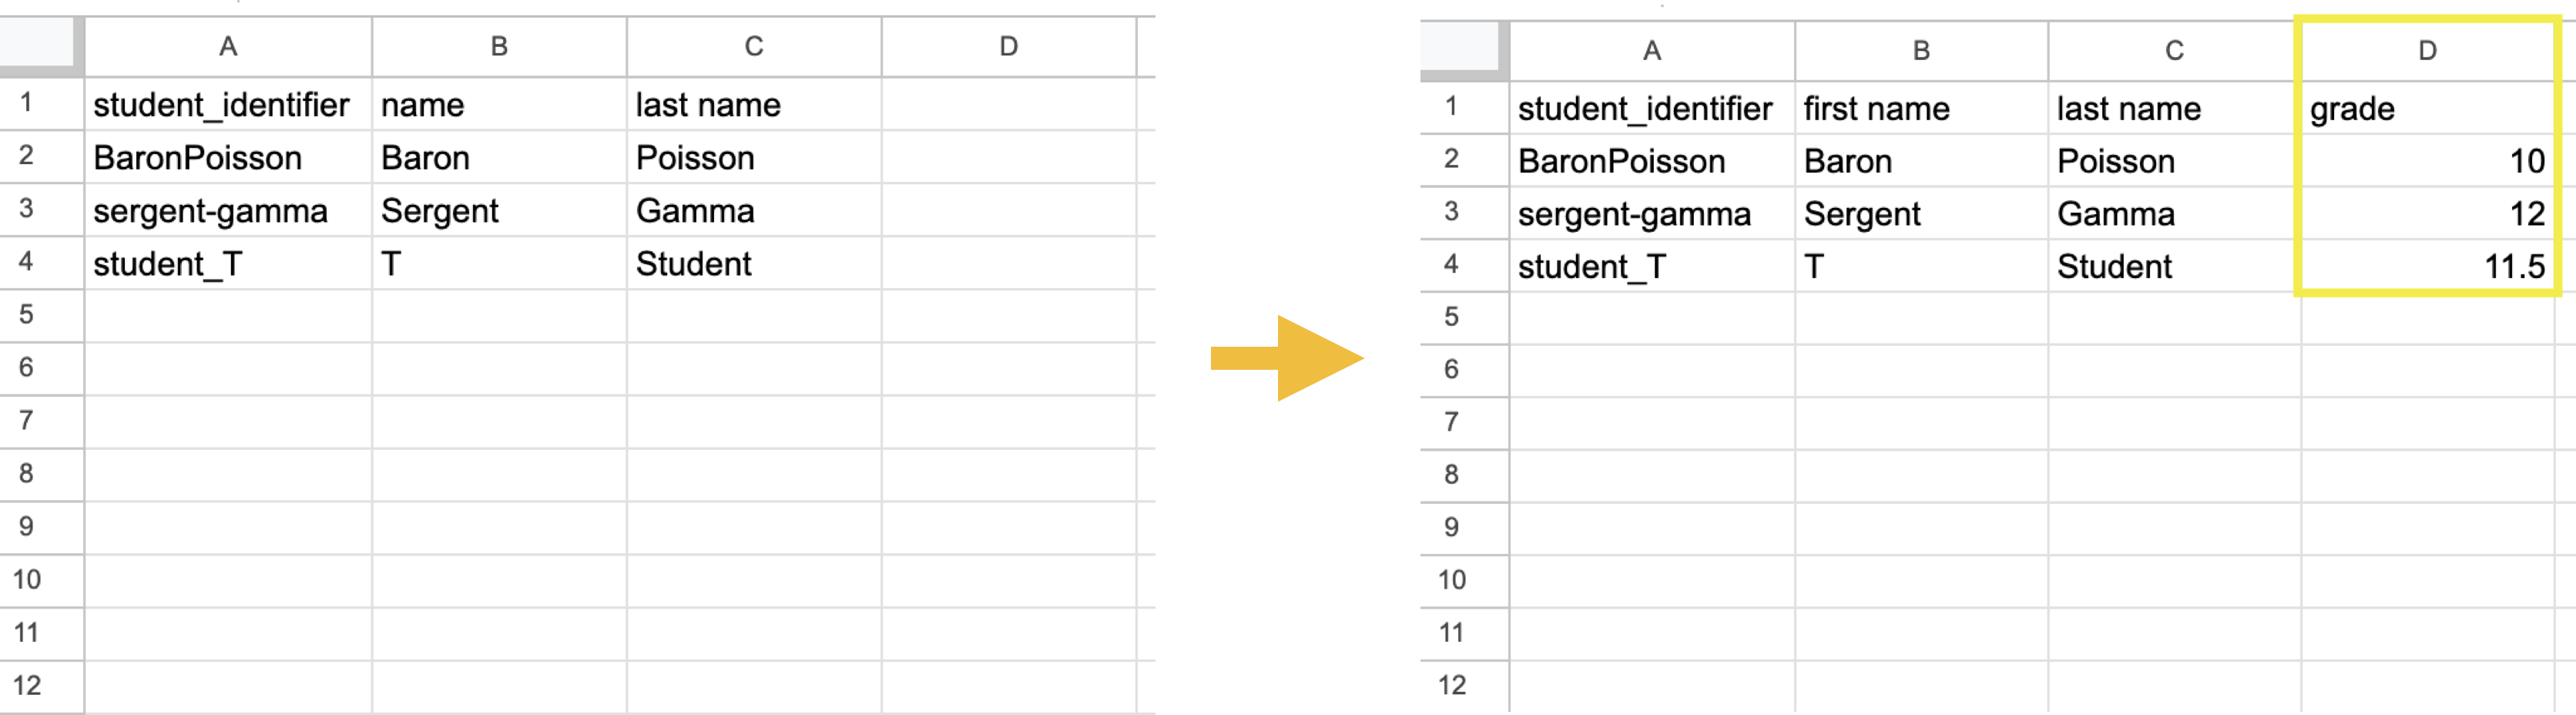 A B C D
1 student_identifier name last name
2 BaronPoisson Baron Poisson
3 sergent-gamma Sergent Gamma
4 student_T T Student
5
6
7
8
9
10
11
12
A B C D
1 student_identifier first name last name grade
2 BaronPoisson Baron Poisson 10
3 sergent-gamma Sergent Gamma 12
4 student_T T Student 11.5
5
6
7
8
9
10
11
12